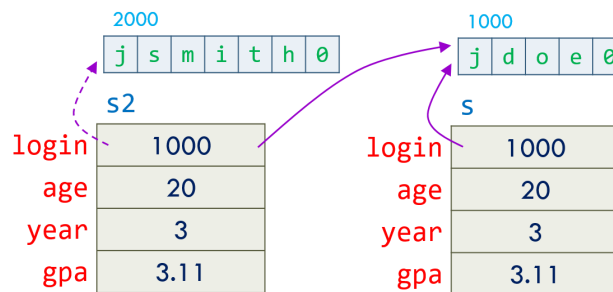 2000
j s m i t h 0
s2
login 1000
age 20
year 3
gpa 3.11
1000
j d o e 0
s
login 1000
age 20
year 3
gpa 3.11